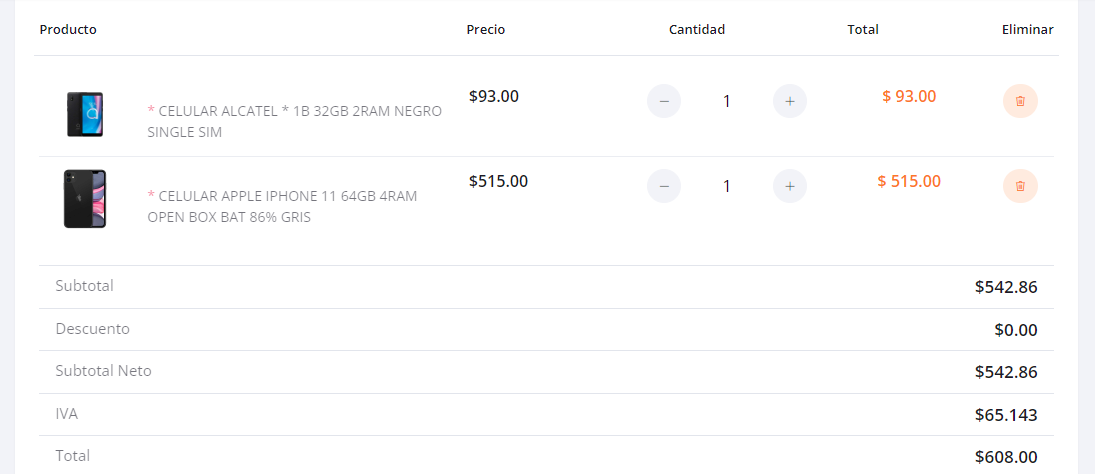 Producto Precio Cantidad Total Eliminar
* CELULAR ALCATEL * 1B 32GB 2RAM NEGRO
SINGLE SIM
$93.00 − 1 + $ 93.00
* CELULAR APPLE IPHONE 11 64GB 4RAM
OPEN BOX BAT 86% GRIS
$515.00 − 1 + $ 515.00
Subtotal $542.86
Descuento $0.00
Subtotal Neto $542.86
IVA $65.143
Total $608.00